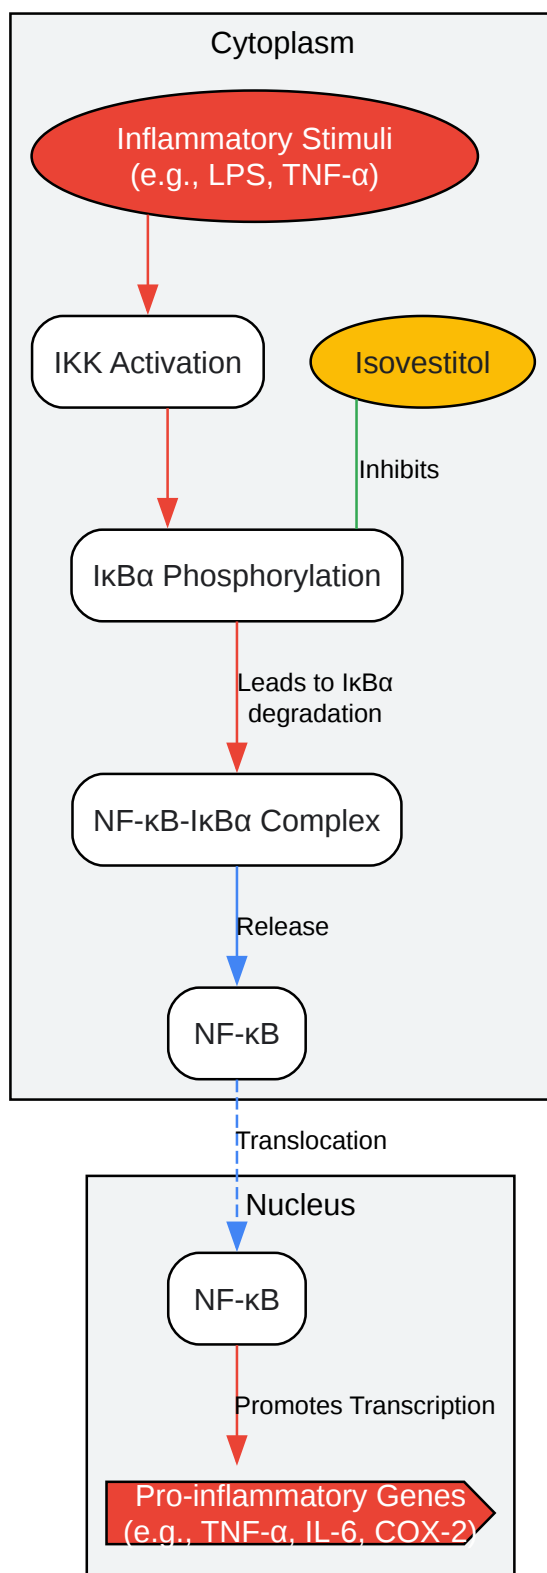 Cytoplasm
Inflammatory Stimuli
(e.g., LPS, TNF-α)
IKK Activation
Isovestitol
Inhibits
IκBα Phosphorylation
Leads to IκBα
degradation
NF-κB-IκBα Complex
Release
NF-κB
Translocation
Nucleus
NF-κB
Promotes Transcription
Pro-inflammatory Genes
(e.g., TNF-α, IL-6, COX-2)